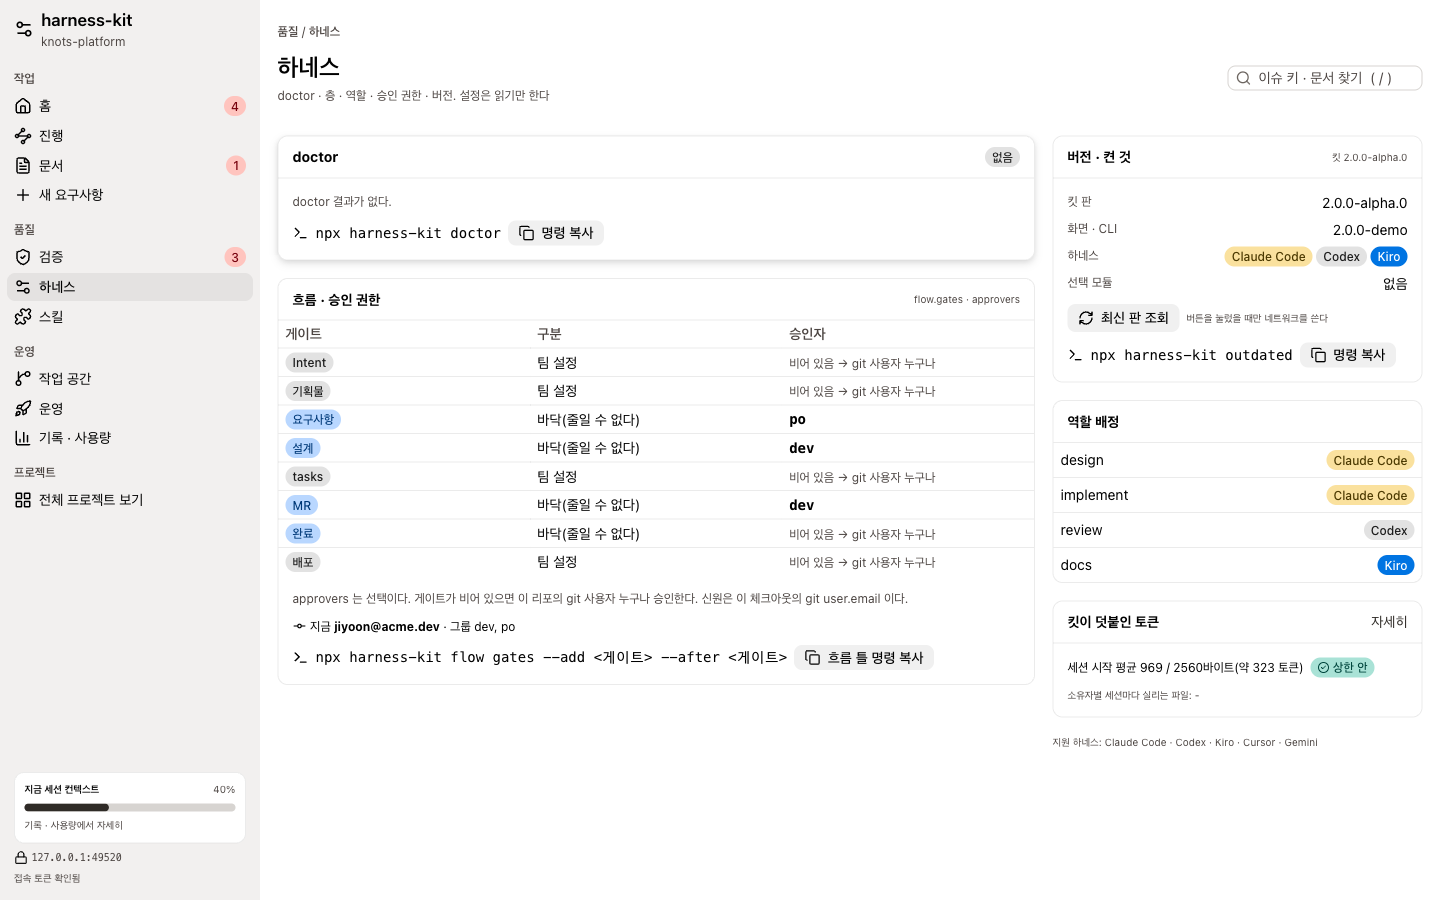 harness-kit
knots-platform
작업
홈 4
진행
문서 1
새 요구사항
품질
검증 3
하네스
스킬
운영
작업 공간
운영
기록 · 사용량
프로젝트
전체 프로젝트 보기
지금 세션 컨텍스트 40%
기록 · 사용량에서 자세히
127.0.0.1:49520
접속 토큰 확인됨
품질 / 하네스
하네스
doctor · 층 · 역할 · 승인 권한 · 버전. 설정은 읽기만 한다
이슈 키 · 문서 찾기 ( / )
doctor 없음
doctor 결과가 없다.
npx harness-kit doctor 명령 복사
흐름 · 승인 권한 flow.gates · approvers
게이트 구분 승인자
Intent 팀 설정 비어 있음 → git 사용자 누구나
기획물 팀 설정 비어 있음 → git 사용자 누구나
요구사항 바닥(줄일 수 없다) po
설계 바닥(줄일 수 없다) dev
tasks 팀 설정 비어 있음 → git 사용자 누구나
MR 바닥(줄일 수 없다) dev
완료 바닥(줄일 수 없다) 비어 있음 → git 사용자 누구나
배포 팀 설정 비어 있음 → git 사용자 누구나
approvers 는 선택이다. 게이트가 비어 있으면 이 리포의 git 사용자 누구나 승인한다. 신원은 이 체크아웃의 git user.email 이다.
지금 jiyoon@acme.dev · 그룹 dev, po
npx harness-kit flow gates --add <게이트> --after <게이트> 흐름 틀 명령 복사
버전 · 켠 것 킷 2.0.0-alpha.0
킷 판 2.0.0-alpha.0
화면 · CLI 2.0.0-demo
하네스 Claude Code Codex Kiro
선택 모듈 없음
최신 판 조회 버튼을 눌렀을 때만 네트워크를 쓴다
npx harness-kit outdated 명령 복사
역할 배정
design Claude Code
implement Claude Code
review Codex
docs Kiro
킷이 덧붙인 토큰 자세히
세션 시작 평균 969 / 2560바이트(약 323 토큰) 상한 안
소유자별 세션마다 실리는 파일: -
지원 하네스: Claude Code · Codex · Kiro · Cursor · Gemini